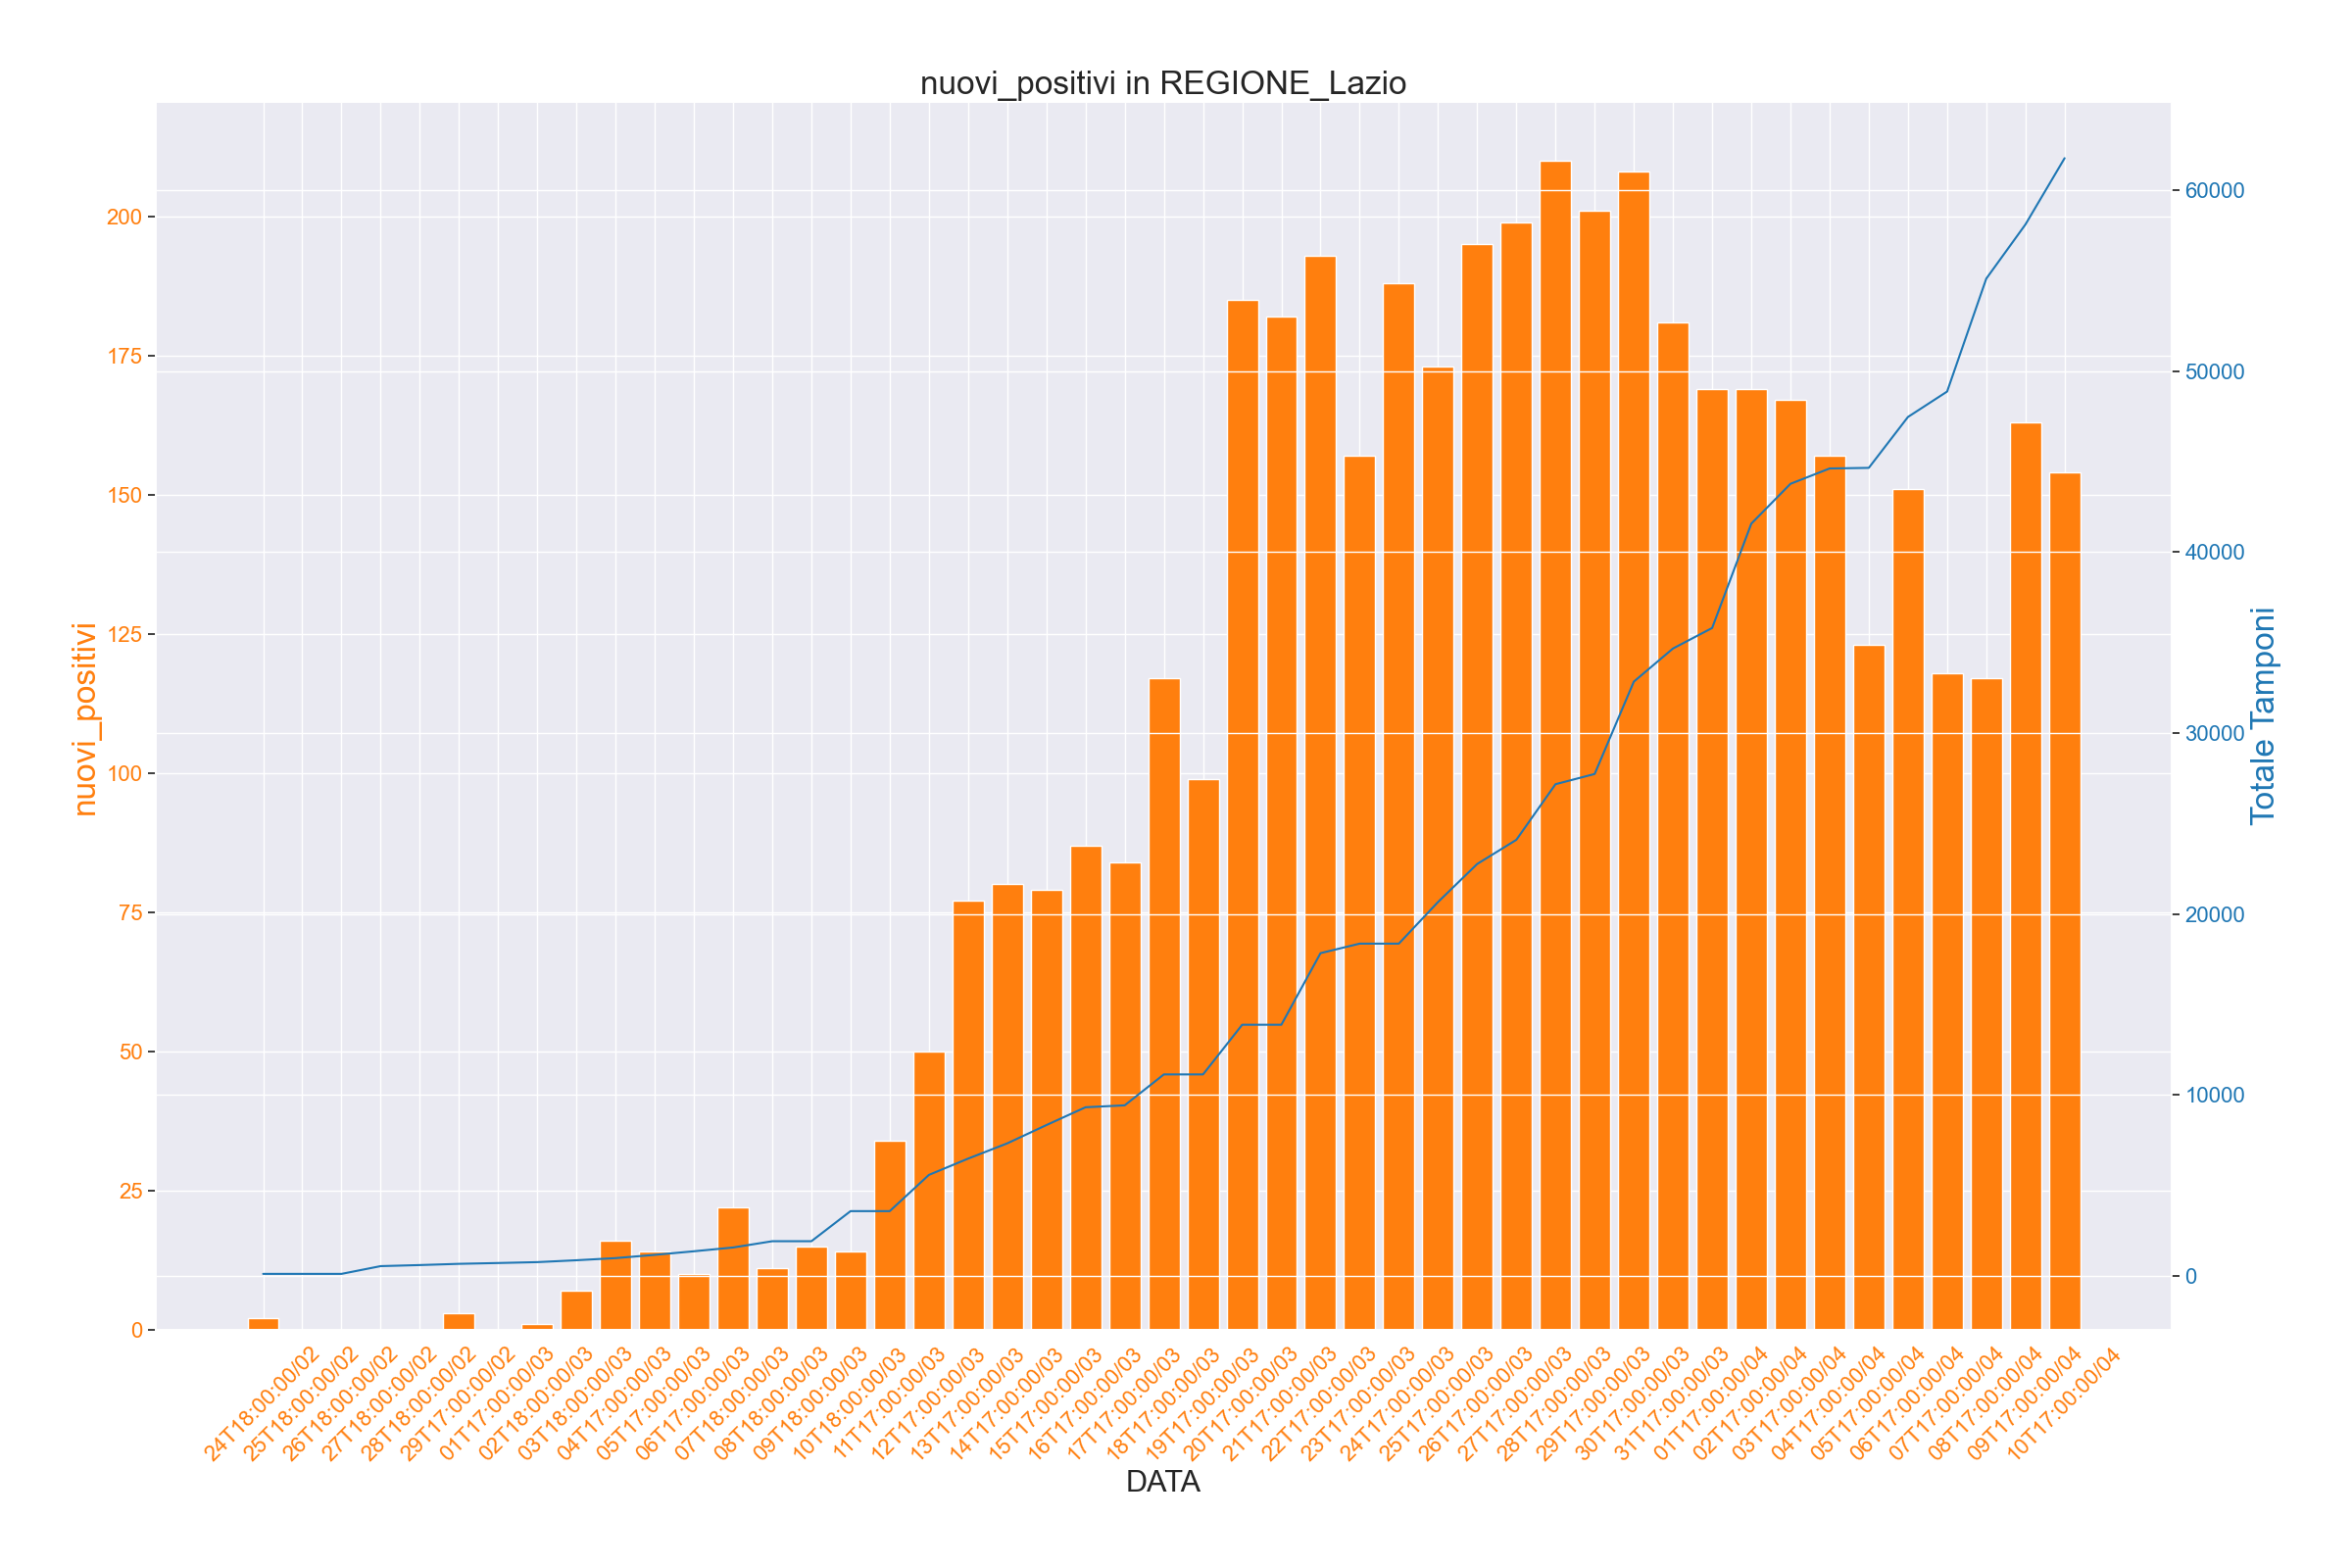 nuovi_positivi in REGIONE_Lazio
200
175
150
125
100
75
50
25
0
nuovi_positivi
60000
50000
40000
30000
20000
10000
0
Totale Tamponi
24T18:00:00/02
25T18:00:00/02
26T18:00:00/02
27T18:00:00/02
28T18:00:00/02
29T17:00:00/02
01T17:00:00/03
02T18:00:00/03
03T18:00:00/03
04T17:00:00/03
05T17:00:00/03
06T17:00:00/03
07T18:00:00/03
08T18:00:00/03
09T18:00:00/03
10T18:00:00/03
11T17:00:00/03
12T17:00:00/03
13T17:00:00/03
14T17:00:00/03
15T17:00:00/03
16T17:00:00/03
17T17:00:00/03
18T17:00:00/03
19T17:00:00/03
20T17:00:00/03
21T17:00:00/03
22T17:00:00/03
23T17:00:00/03
24T17:00:00/03
25T17:00:00/03
26T17:00:00/03
27T17:00:00/03
28T17:00:00/03
29T17:00:00/03
30T17:00:00/03
31T17:00:00/03
01T17:00:00/04
02T17:00:00/04
03T17:00:00/04
04T17:00:00/04
05T17:00:00/04
06T17:00:00/04
07T17:00:00/04
08T17:00:00/04
09T17:00:00/04
10T17:00:00/04
DATA